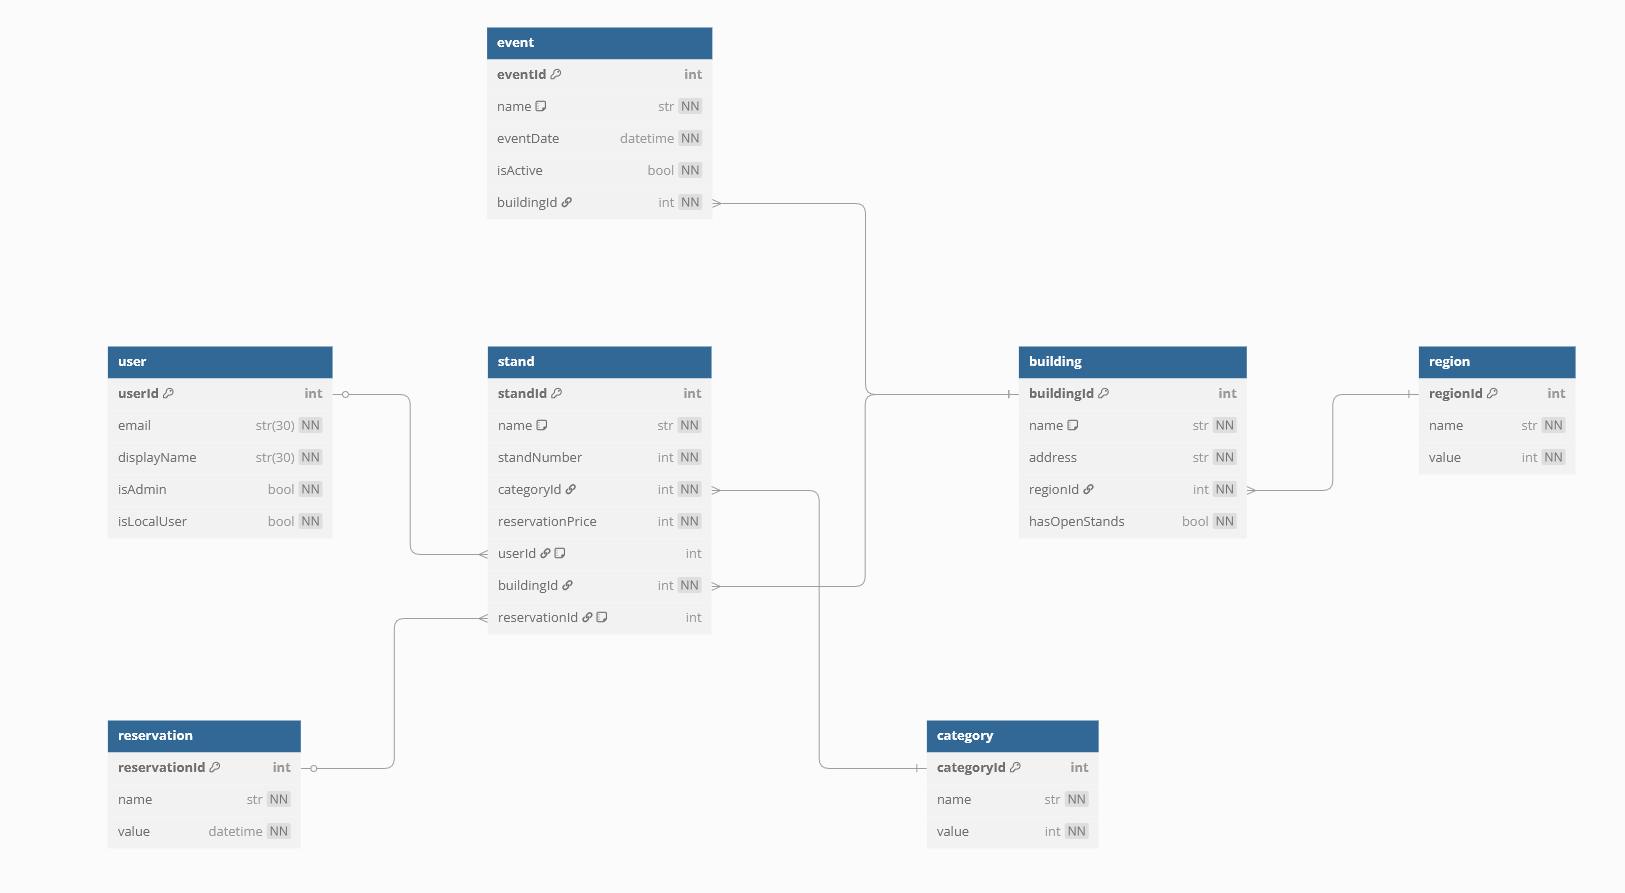 event
eventId int
name str NN
eventDate datetime NN
isActive bool NN
buildingId int NN
user
userId int
email str(30) NN
displayName str(30) NN
isAdmin bool NN
isLocalUser bool NN
stand
standId int
name str NN
standNumber int NN
categoryId int NN
reservationPrice int NN
userId int
buildingId int NN
reservationId int
building
buildingId int
name str NN
address str NN
regionId int NN
hasOpenStands bool NN
region
regionId int
name str NN
value int NN
reservation
reservationId int
name str NN
value datetime NN
category
categoryId int
name str NN
value int NN